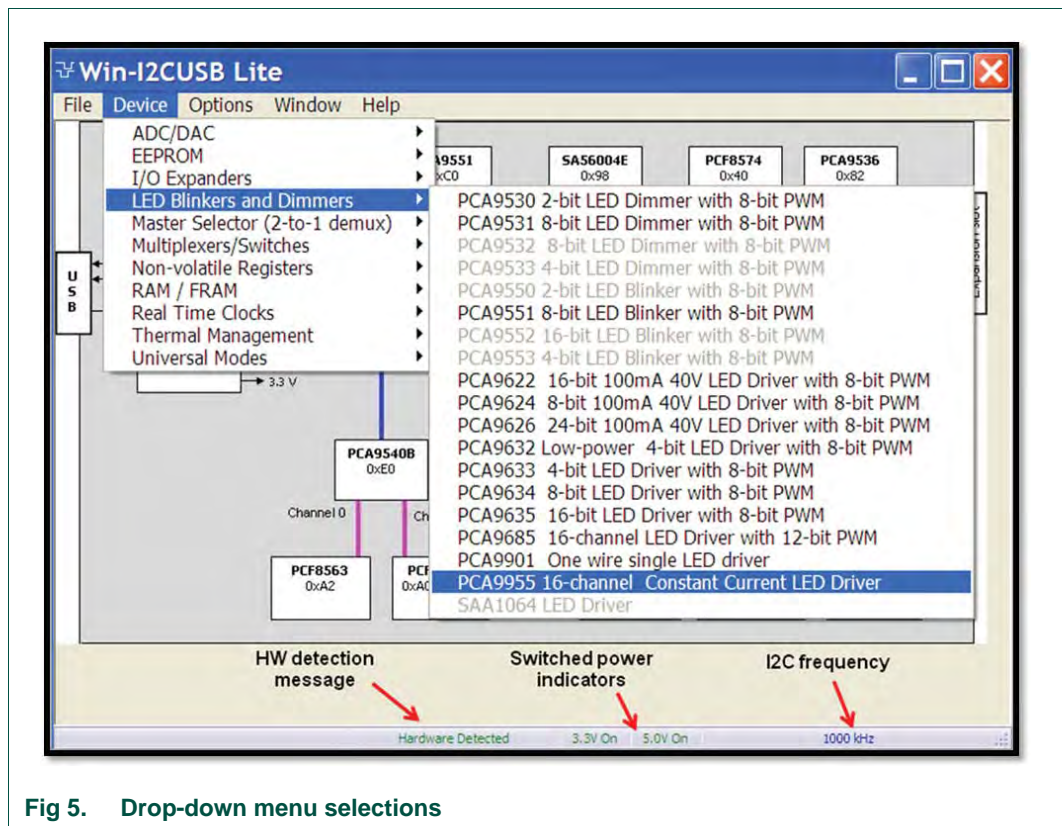 Win-I2CUSB Lite
File Device Options Window Help
ADC/DAC
EEPROM
I/O Expanders
LED Blinkers and Dimmers
Master Selector (2-to-1 demux)
Multiplexers/Switches
Non-volatile Registers
RAM / FRAM
Real Time Clocks
Thermal Management
Universal Modes
SA56004E
0x98
PCF8574
0x40
PCA9536
0x82
PCA9530 2-bit LED Dimmer with 8-bit PWM
PCA9531 8-bit LED Dimmer with 8-bit PWM
PCA9532 8-bit LED Dimmer with 8-bit PWM
PCA9533 4-bit LED Dimmer with 8-bit PWM
PCA9550 2-bit LED Blinker with 8-bit PWM
PCA9551 8-bit LED Blinker with 8-bit PWM
PCA9552 16-bit LED Blinker with 8-bit PWM
PCA9553 4-bit LED Blinker with 8-bit PWM
PCA9622 16-bit 100mA 40V LED Driver with 8-bit PWM
PCA9624 8-bit 100mA 40V LED Driver with 8-bit PWM
PCA9626 24-bit 100mA 40V LED Driver with 8-bit PWM
PCA9632 Low-power 4-bit LED Driver with 8-bit PWM
PCA9633 4-bit LED Driver with 8-bit PWM
PCA9634 8-bit LED Driver with 8-bit PWM
PCA9635 16-bit LED Driver with 8-bit PWM
PCA9685 16-channel LED Driver with 12-bit PWM
PCA9901 One wire single LED driver
PCA9955 16-channel Constant Current LED Driver
SAA1064 LED Driver
USB
3.3 V
PCA9540B
0xE0
Channel 0
Ch
PCF8563
0xA2
PCF
0xA0
HW detection
message
Switched power
indicators
I2C frequency
Hardware Detected 3.3V On 5.0V On 1000 kHz
Fig 5. Drop-down menu selections